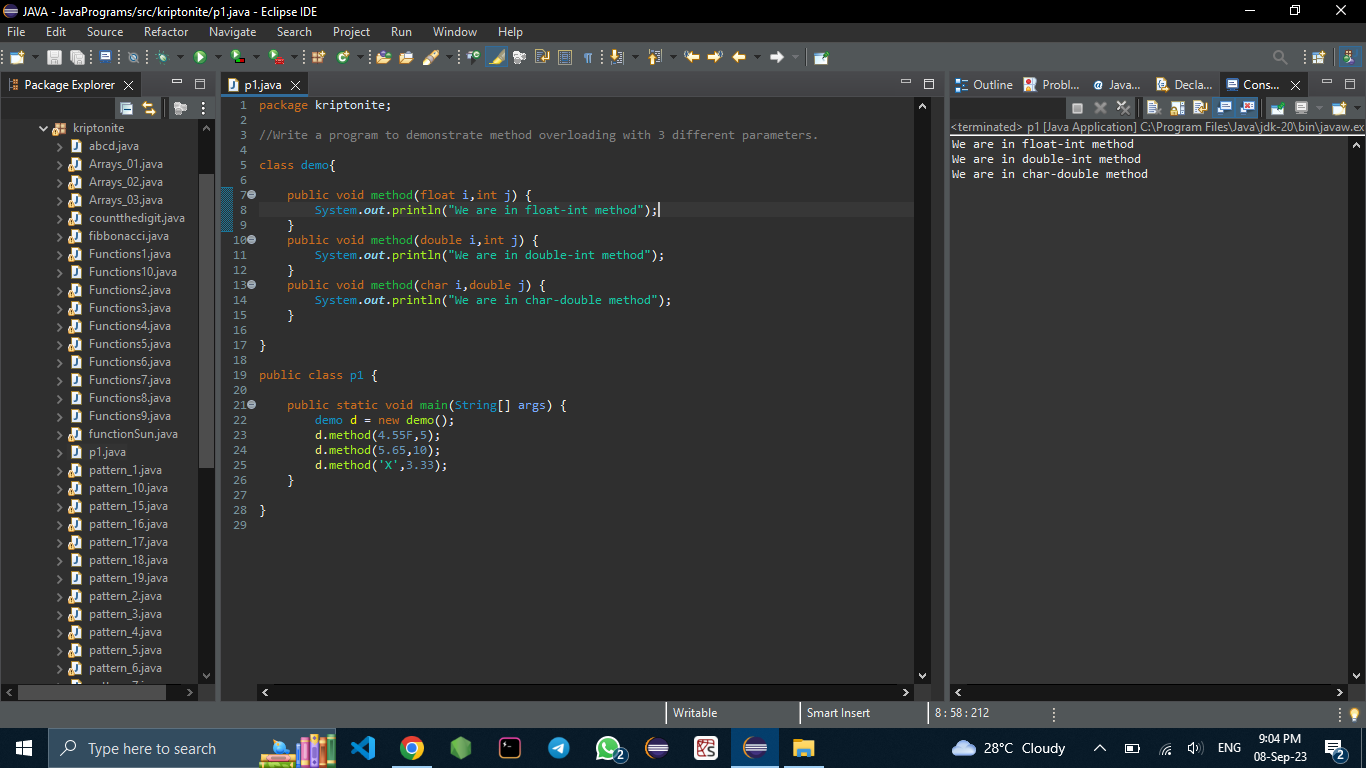 JAVA - JavaPrograms/src/kriptonite/p1.java - Eclipse IDE
File Edit Source Refactor Navigate Search Project Run Window Help
Package Explorer
kriptonite
abcd.java
Arrays_01.java
Arrays_02.java
Arrays_03.java
countthedigit.java
fibbonacci.java
Functions1.java
Functions10.java
Functions2.java
Functions3.java
Functions4.java
Functions5.java
Functions6.java
Functions7.java
Functions8.java
Functions9.java
functionSun.java
p1.java
pattern_1.java
pattern_10.java
pattern_15.java
pattern_16.java
pattern_17.java
pattern_18.java
pattern_19.java
pattern_2.java
pattern_3.java
pattern_4.java
pattern_5.java
pattern_6.java
p1.java
1 package kriptonite;
2
3 //Write a program to demonstrate method overloading with 3 different parameters.
4
5 class demo{
6
7 public void method(float i,int j) {
8 System.out.println("We are in float-int method");
9 }
10 public void method(double i,int j) {
11 System.out.println("We are in double-int method");
12 }
13 public void method(char i,double j) {
14 System.out.println("We are in char-double method");
15 }
16
17 }
18
19 public class p1 {
20
21 public static void main(String[] args) {
22 demo d = new demo();
23 d.method(4.55F,5);
24 d.method(5.65,10);
25 d.method('X',3.33);
26 }
27
28 }
29
Outline Probl... Java... Decla... Cons...
<terminated> p1 [Java Application] C:\Program Files\Java\jdk-20\bin\javaw.ex
We are in float-int method
We are in double-int method
We are in char-double method
Writable Smart Insert 8 : 58 : 212
Type here to search
2
28°C Cloudy
ENG
9:04 PM
08-Sep-23
2